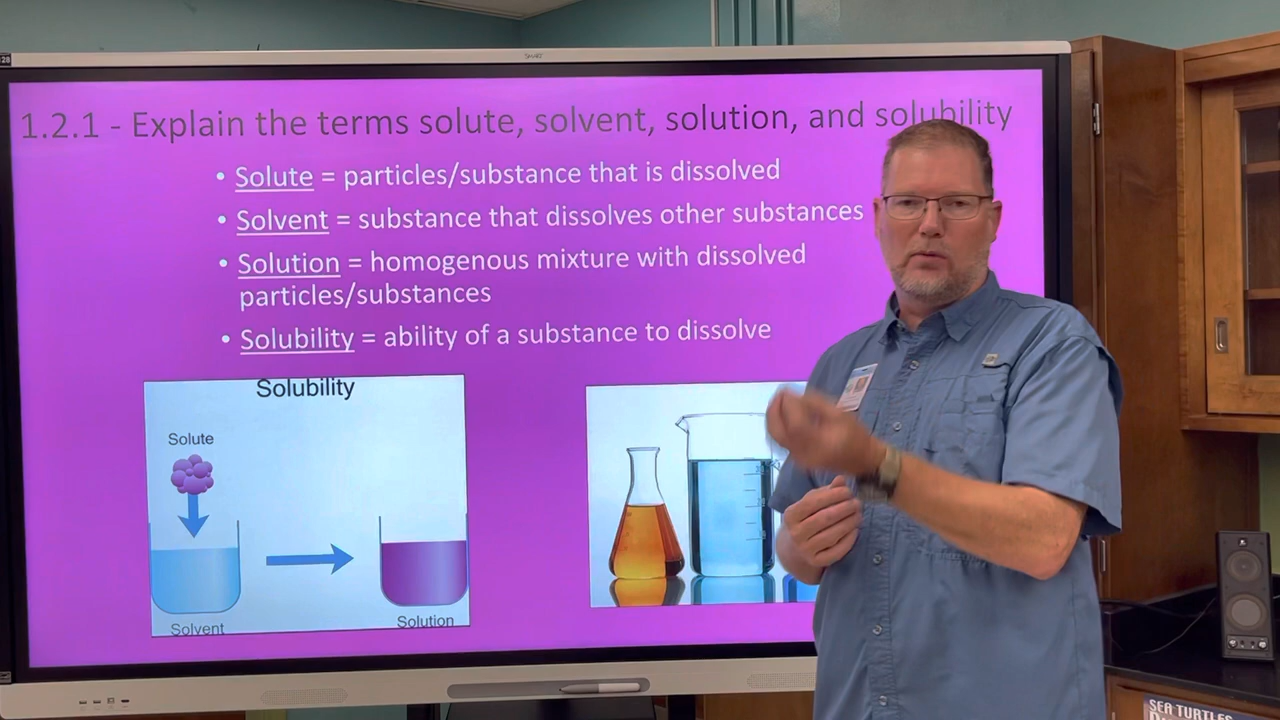 SMART
1.2.1 - Explain the terms solute, solvent, solution, and solubility
• Solute = particles/substance that is dissolved
• Solvent = substance that dissolves other substances
• Solution = homogenous mixture with dissolved
particles/substances
• Solubility = ability of a substance to dissolve
Solubility
Solute
Solvent
Solution
SEA TURTLES